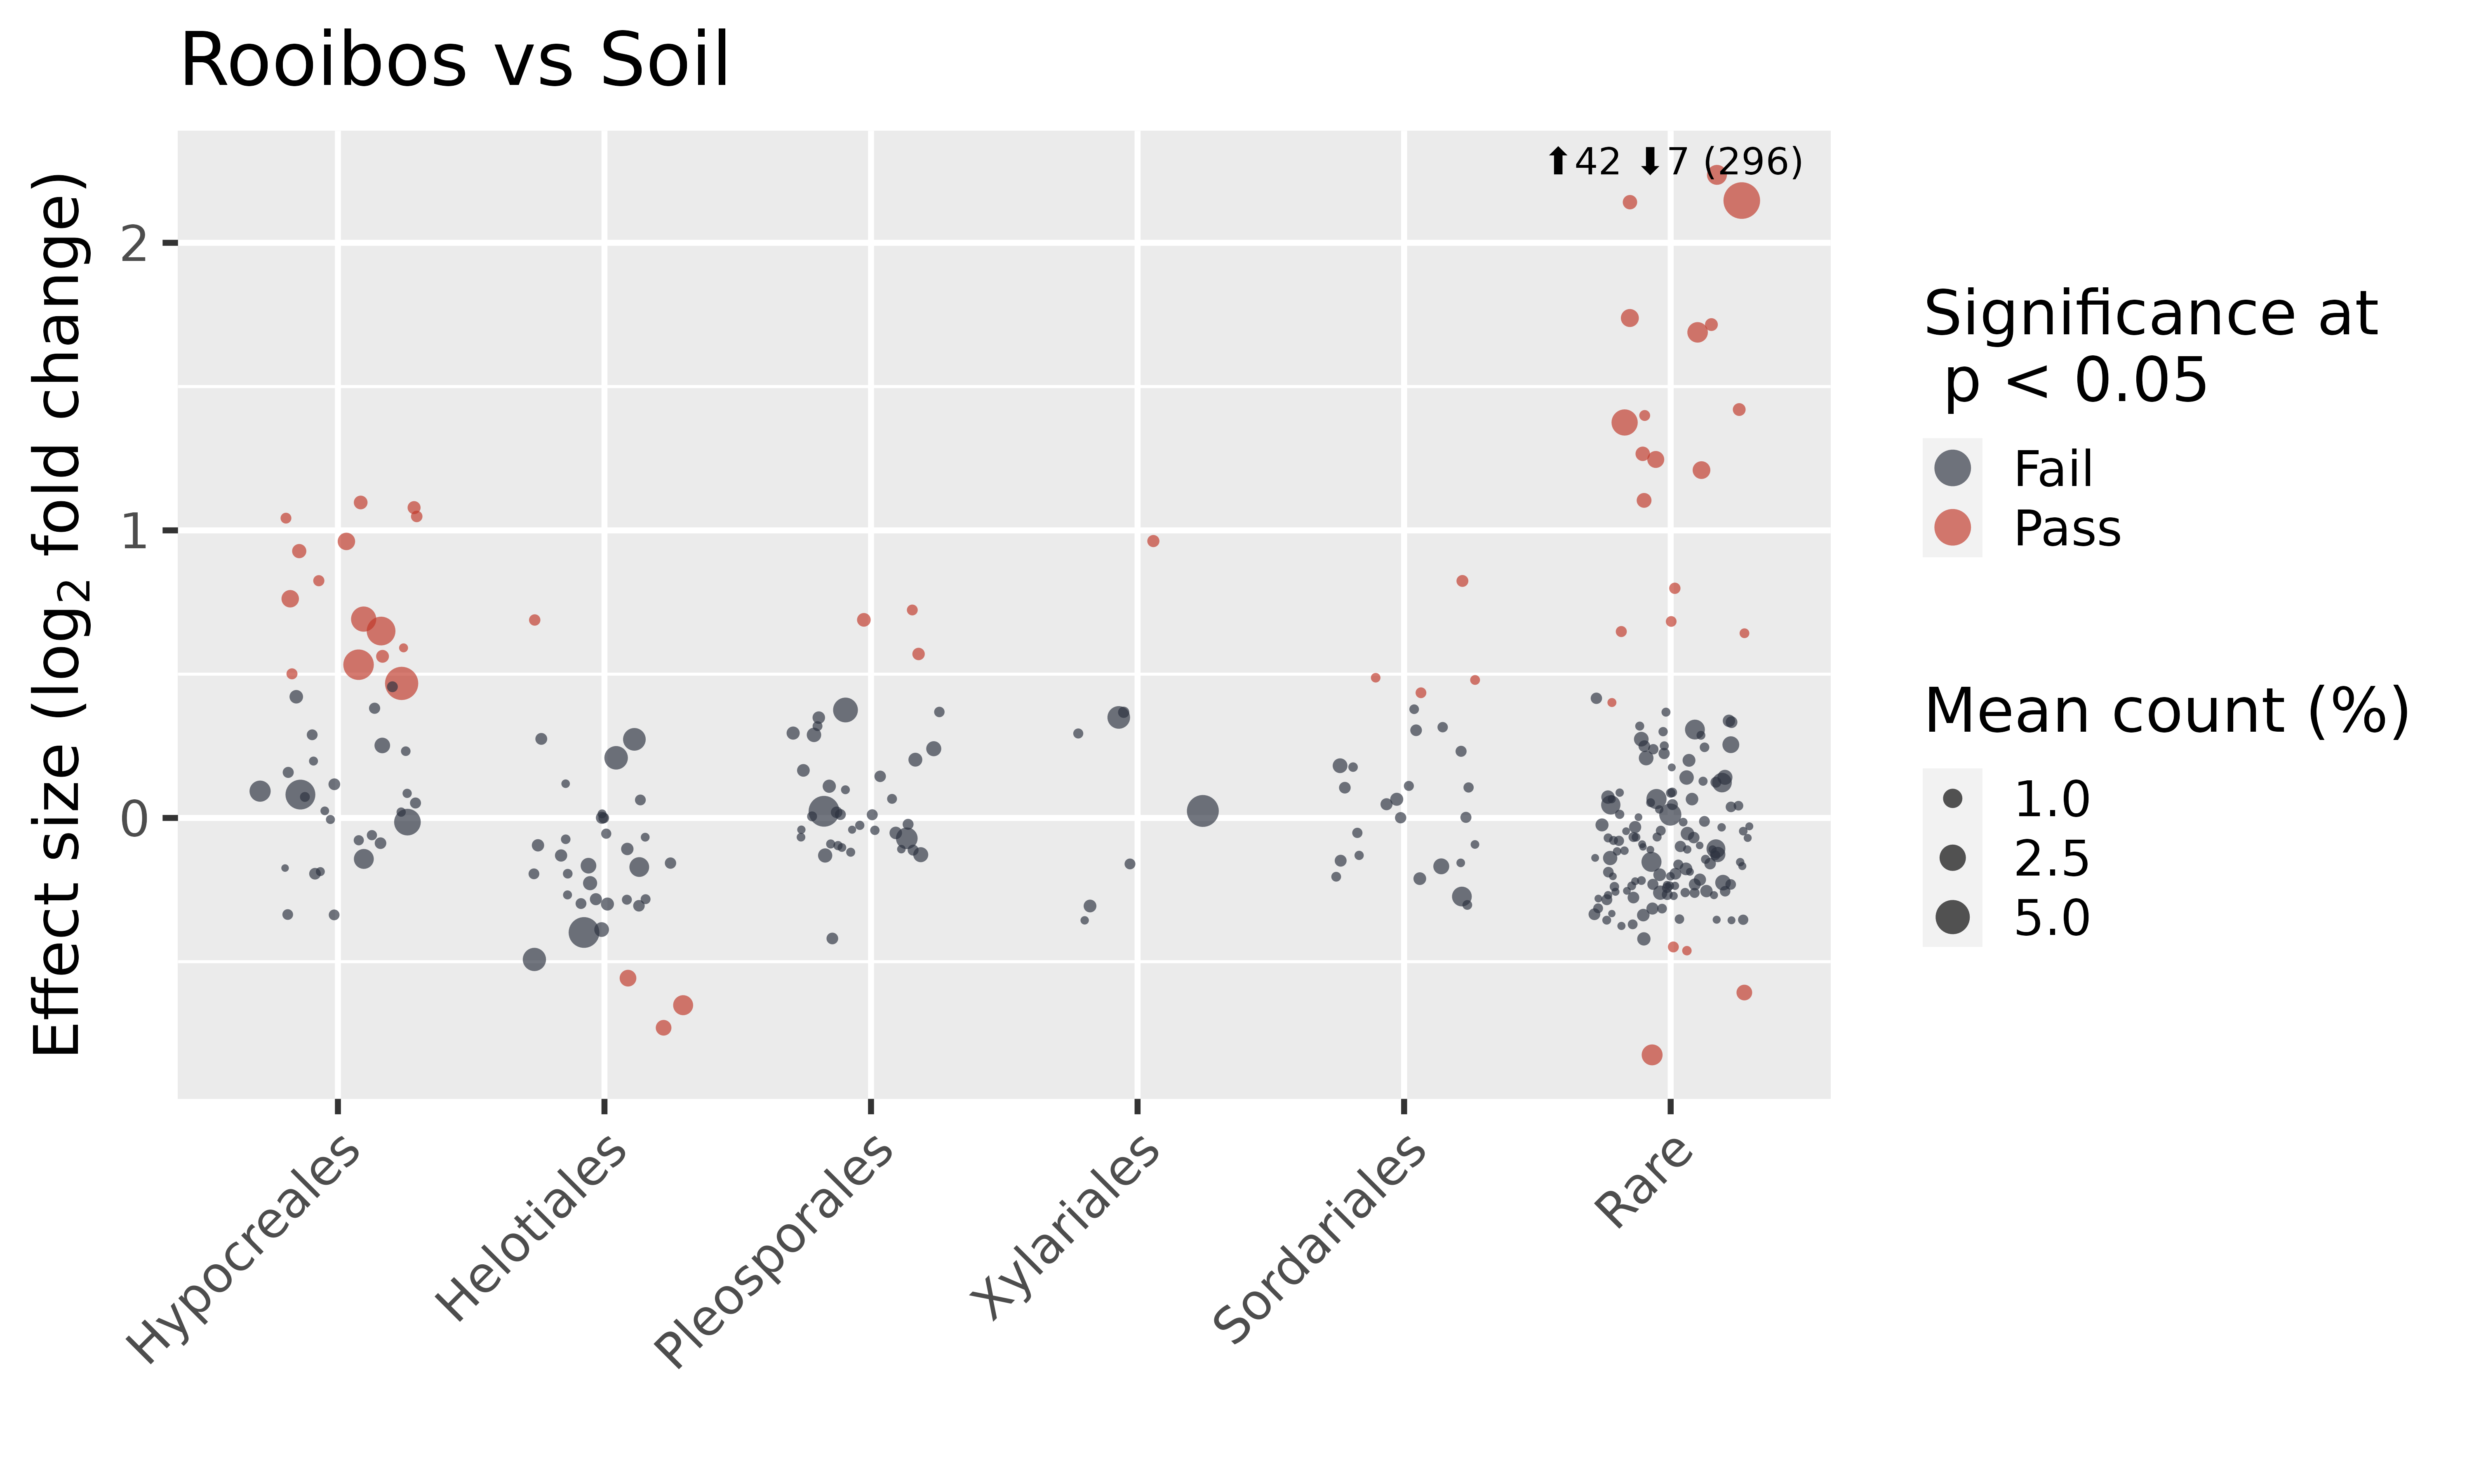 Rooibos vs Soil
Effect size (log₂ fold change)
⬆42 ⬇7 (296)
2
1
0
Hypocreales
Helotiales
Pleosporales
Xylariales
Sordariales
Rare
Significance at
p < 0.05
Fail
Pass
Mean count (%)
1.0
2.5
5.0